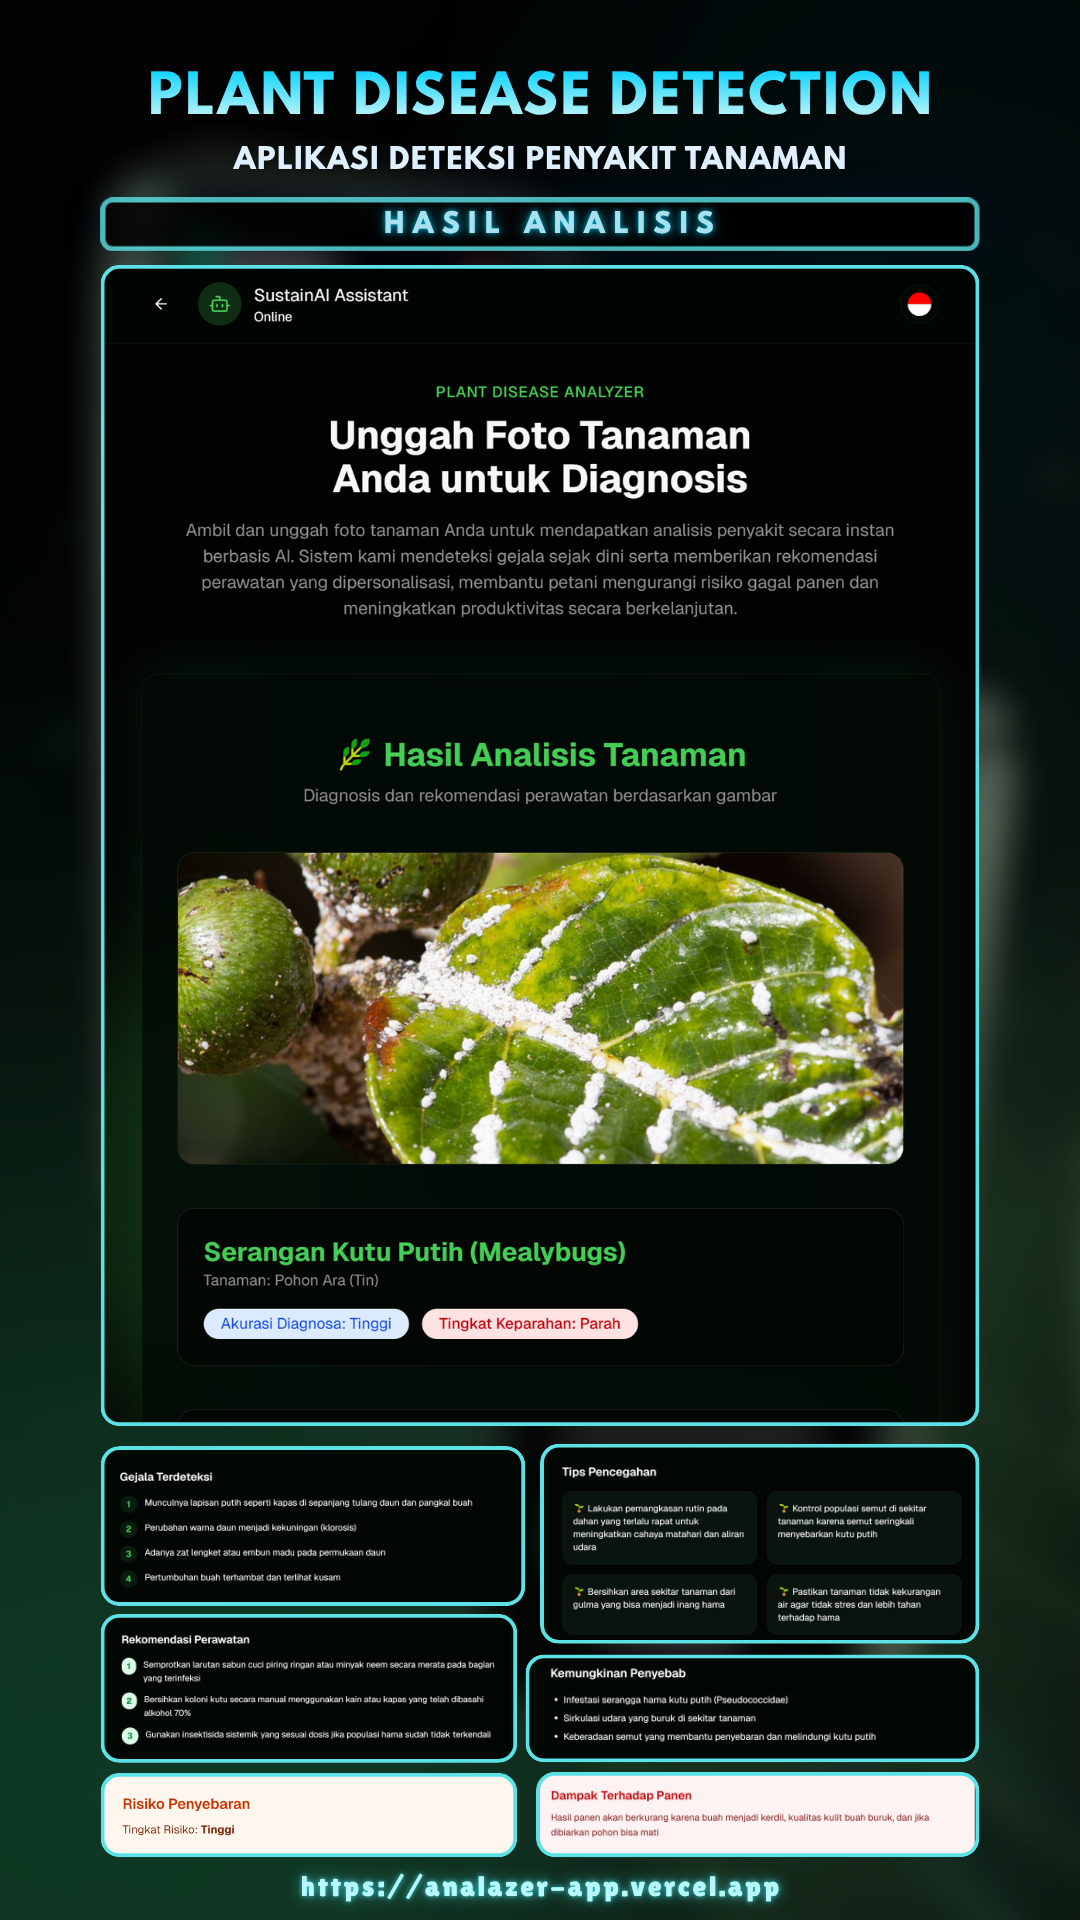 PLANT DISEASE DETECTION
APLIKASI DETEKSI PENYAKIT TANAMAN
HASIL ANALISIS
SustainAI Assistant
Online
PLANT DISEASE ANALYZER
Unggah Foto Tanaman
Anda untuk Diagnosis
Ambil dan unggah foto tanaman Anda untuk mendapatkan analisis penyakit secara instan
berbasis AI. Sistem kami mendeteksi gejala sejak dini serta memberikan rekomendasi
perawatan yang dipersonalisasi, membantu petani mengurangi risiko gagal panen dan
meningkatkan produktivitas secara berkelanjutan.
Hasil Analisis Tanaman
Diagnosis dan rekomendasi perawatan berdasarkan gambar
Serangan Kutu Putih (Mealybugs)
Tanaman: Pohon Ara (Tin)
Akurasi Diagnosa: Tinggi
Tingkat Keparahan: Parah
Gejala Terdeteksi
1 Munculnya lapisan putih seperti kapas di sepanjang tulang daun dan pangkal buah
2 Perubahan warna daun menjadi kekuningan (klorosis)
3 Adanya zat lengket atau embun madu pada permukaan daun
4 Pertumbuhan buah terhambat dan terlihat kusam
Tips Pencegahan
Lakukan pemangkasan rutin pada
dahan yang terlalu rapat untuk
meningkatkan cahaya matahari dan aliran
udara
Kontrol populasi semut di sekitar
tanaman karena semut seringkali
menyebarkan kutu putih
Bersihkan area sekitar tanaman dari
gulma yang bisa menjadi inang hama
Pastikan tanaman tidak kekurangan
air agar tidak stres dan lebih tahan
terhadap hama
Rekomendasi Perawatan
1 Semprotkan larutan sabun cuci piring ringan atau minyak neem secara merata pada bagian
yang terinfeksi
2 Bersihkan koloni kutu secara manual menggunakan kain atau kapas yang telah dibasahi
alkohol 70%
3 Gunakan insektisida sistemik yang sesuai dosis jika populasi hama sudah tidak terkendali
Kemungkinan Penyebab
• Infestasi serangga hama kutu putih (Pseudococcidae)
• Sirkulasi udara yang buruk di sekitar tanaman
• Keberadaan semut yang membantu penyebaran dan melindungi kutu putih
Risiko Penyebaran
Tingkat Risiko: Tinggi
Dampak Terhadap Panen
Hasil panen akan berkurang karena buah menjadi kerdil, kualitas kulit buah buruk, dan jika
dibiarkan pohon bisa mati
https://analazer-app.vercel.app